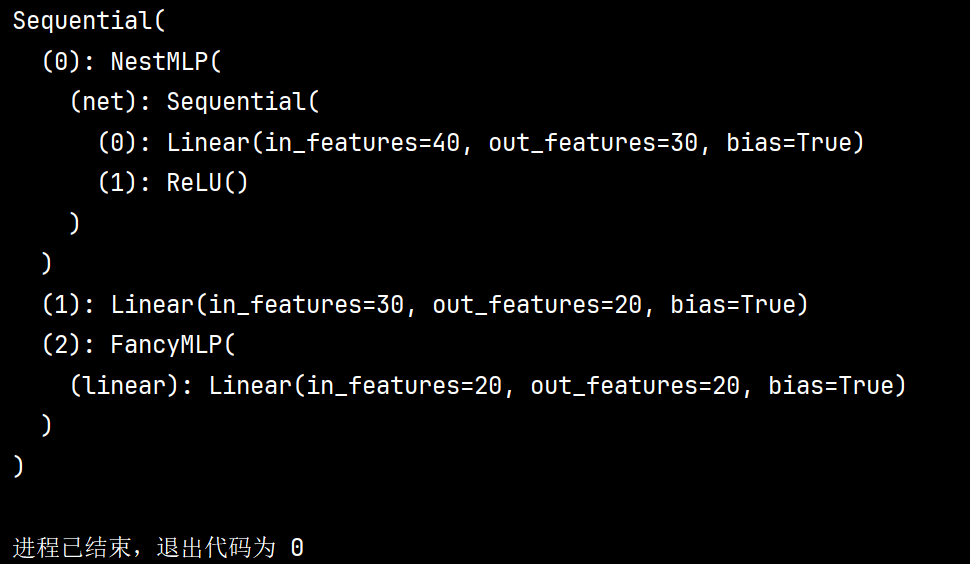 Sequential(
  (0): NestMLP(
    (net): Sequential(
      (0): Linear(in_features=40, out_features=30, bias=True)
      (1): ReLU()
    )
  )
  (1): Linear(in_features=30, out_features=20, bias=True)
  (2): FancyMLP(
    (linear): Linear(in_features=20, out_features=20, bias=True)
  )
)
进程已结束，退出代码为 0